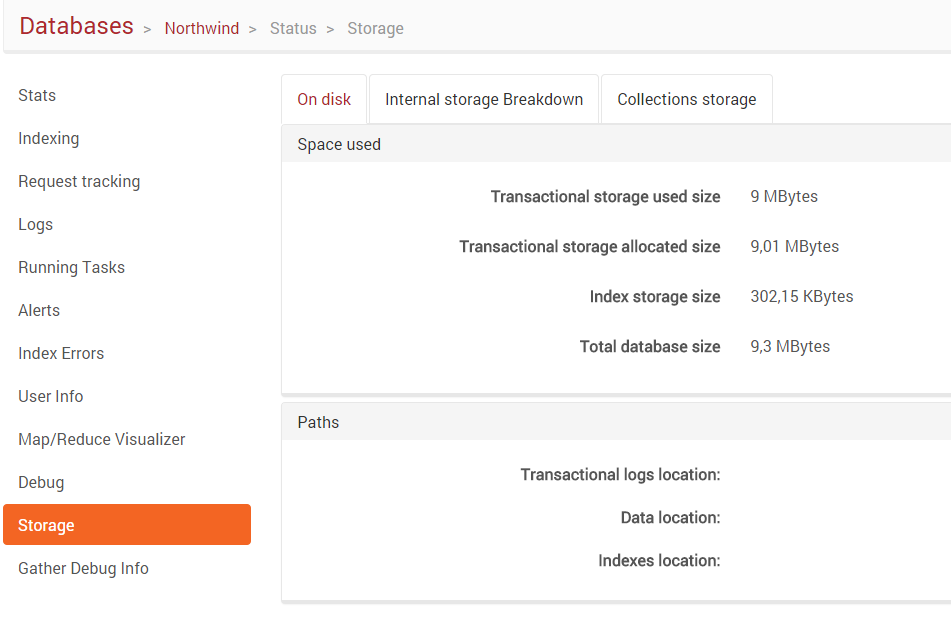 Databases > Northwind > Status > Storage
Stats
Indexing
Request tracking
Logs
Running Tasks
Alerts
Index Errors
User Info
Map/Reduce Visualizer
Debug
Storage
Gather Debug Info
On disk Internal storage Breakdown Collections storage
Space used
Transactional storage used size 9 MBytes
Transactional storage allocated size 9,01 MBytes
Index storage size 302,15 KBytes
Total database size 9,3 MBytes
Paths
Transactional logs location:
Data location:
Indexes location: